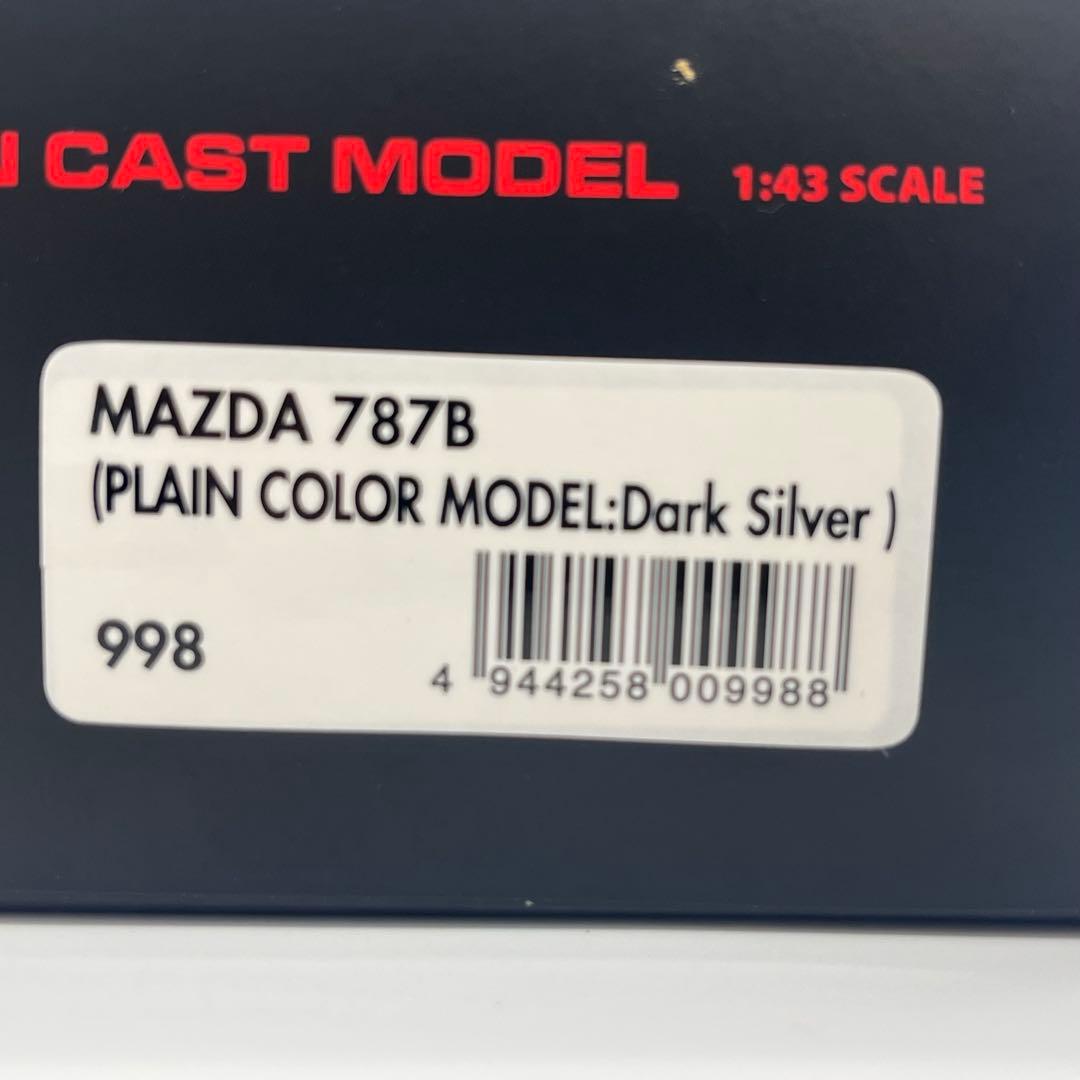 CAST MODEL 1:43 SCALE
MAZDA 787B
(PLAIN COLOR MODEL:Dark Silver )
998
4 944258 009988